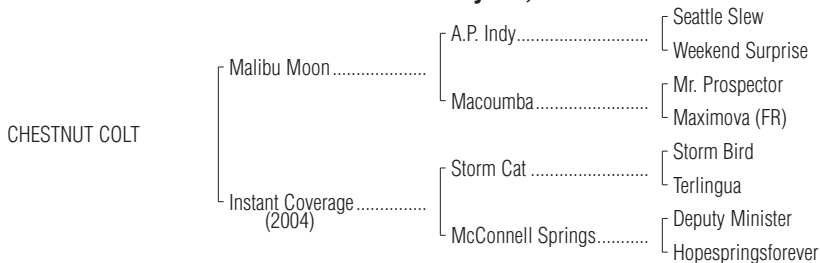 Seattle Slew
A.P. Indy
Weekend Surprise
Malibu Moon
Mr. Prospector
Macoumba
Maximova (FR)
CHESTNUT COLT
Storm Bird
Storm Cat
Terlingua
Instant Coverage
(2004)
Deputy Minister
McConnell Springs
Hopespringsforever